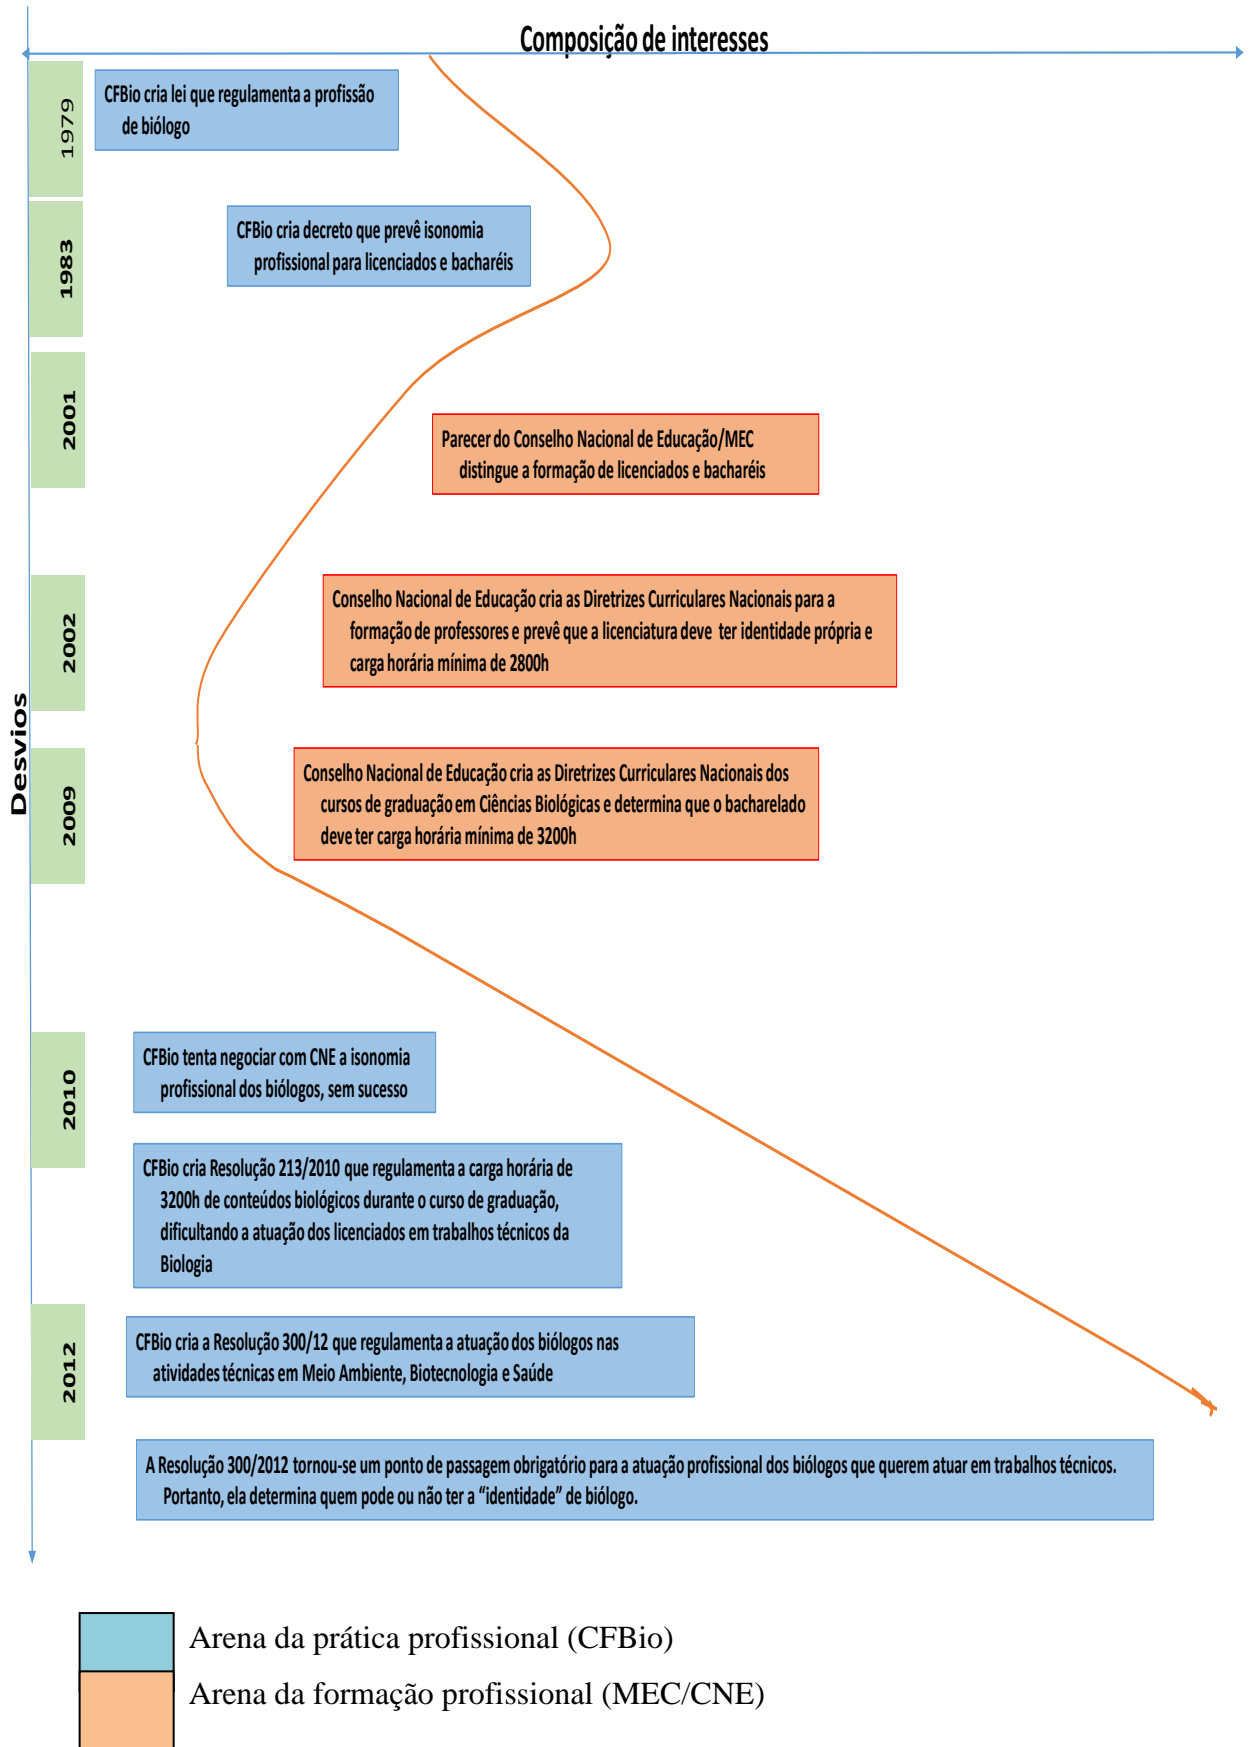 Composição de interesses
1979
CFBio cria lei que regulamenta a profissão
de biólogo
1983
CFBio cria decreto que prevê isonomia
profissional para licenciados e bacharéis
2001
Parecer do Conselho Nacional de Educação/MEC
distingue a formação de licenciados e bacharéis
2002
Conselho Nacional de Educação cria as Diretrizes Curriculares Nacionais para a
formação de professores e prevê que a licenciatura deve ter identidade própria e
carga horária mínima de 2800h
Desvios
2009
Conselho Nacional de Educação cria as Diretrizes Curriculares Nacionais dos
cursos de graduação em Ciências Biológicas e determina que o bacharelado
deve ter carga horária mínima de 3200h
2010
CFBio tenta negociar com CNE a isonomia
profissional dos biólogos, sem sucesso
CFBio cria Resolução 213/2010 que regulamenta a carga horária de
3200h de conteúdos biológicos durante o curso de graduação,
dificultando a atuação dos licenciados em trabalhos técnicos da
Biologia
2012
CFBio cria a Resolução 300/12 que regulamenta a atuação dos biólogos nas
atividades técnicas em Meio Ambiente, Biotecnologia e Saúde
A Resolução 300/2012 tornou-se um ponto de passagem obrigatório para a atuação profissional dos biólogos que querem atuar em trabalhos técnicos.
Portanto, ela determina quem pode ou não ter a “identidade” de biólogo.
Arena da prática profissional (CFBio)
Arena da formação profissional (MEC/CNE)